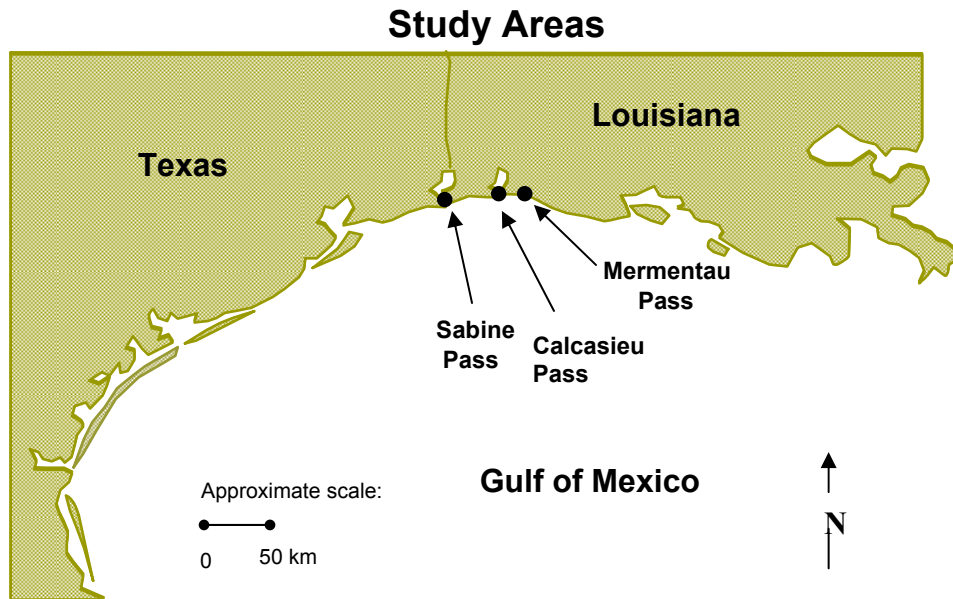 Study Areas
Louisiana
Texas
Mermentau
Pass
Sabine
Pass
Calcasieu
Pass
Gulf of Mexico
Approximate scale:
0 50 km
N